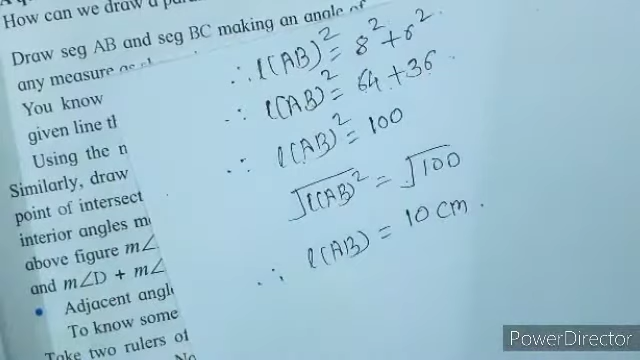 How can we draw a
Draw seg AB and seg BC making an angle of
any measure as
You know
given line
Using the
Similarly, draw
point of intersect
interior angles
above figure m∠
and m∠D + m∠
• Adjacent angl
To know some
Take two rulers of
No
∴ l(AB)² = 8² + 6².
∴ l(AB)² = 64 + 36
∴ l(AB)² = 100
√l(AB)² = √100
∴ l(AB) = 10 cm.
PowerDirector